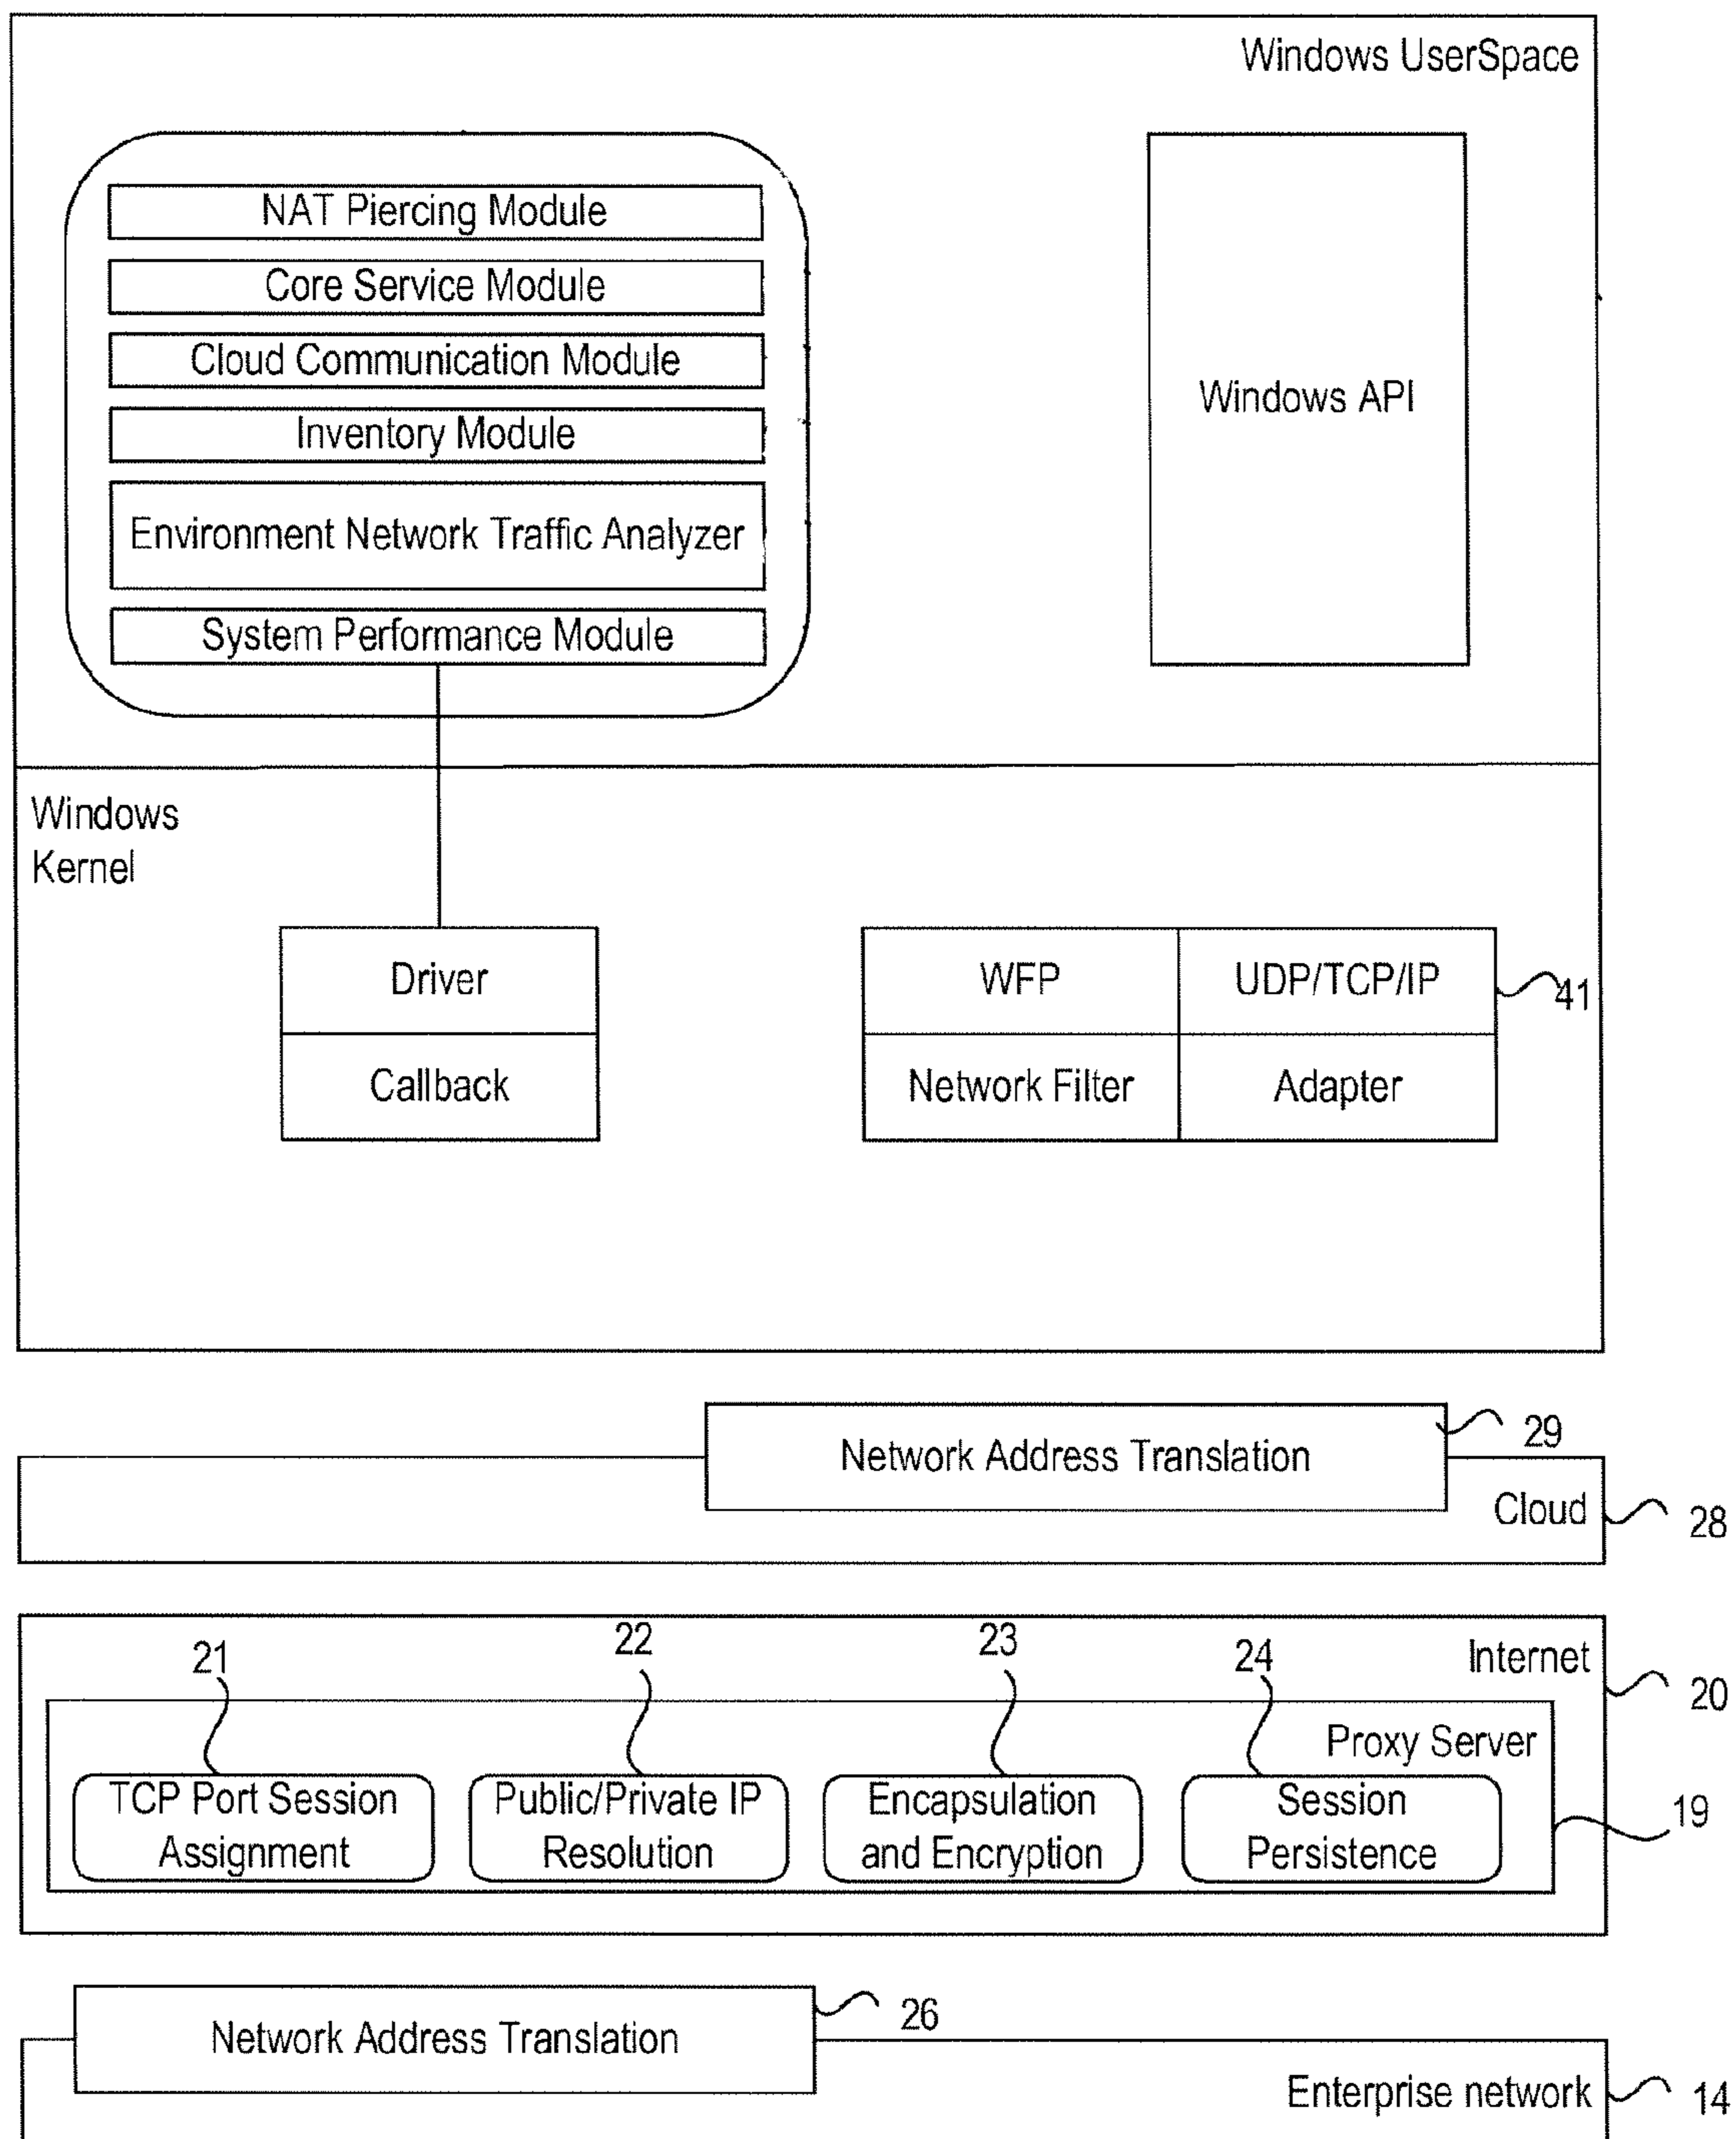 Windows UserSpace
NAT Piercing Module
Core Service Module
Cloud Communication Module
Inventory Module
Environment Network Traffic Analyzer
System Performance Module
Windows API
Windows
Kernel
Driver
Callback
WFP
UDP/TCP/IP
41
Network Filter
Adapter
Network Address Translation
29
Cloud
28
Internet
20
21
22
23
24
Proxy Server
19
TCP Port Session
Assignment
Public/Private IP
Resolution
Encapsulation
and Encryption
Session
Persistence
Network Address Translation
26
Enterprise network
14